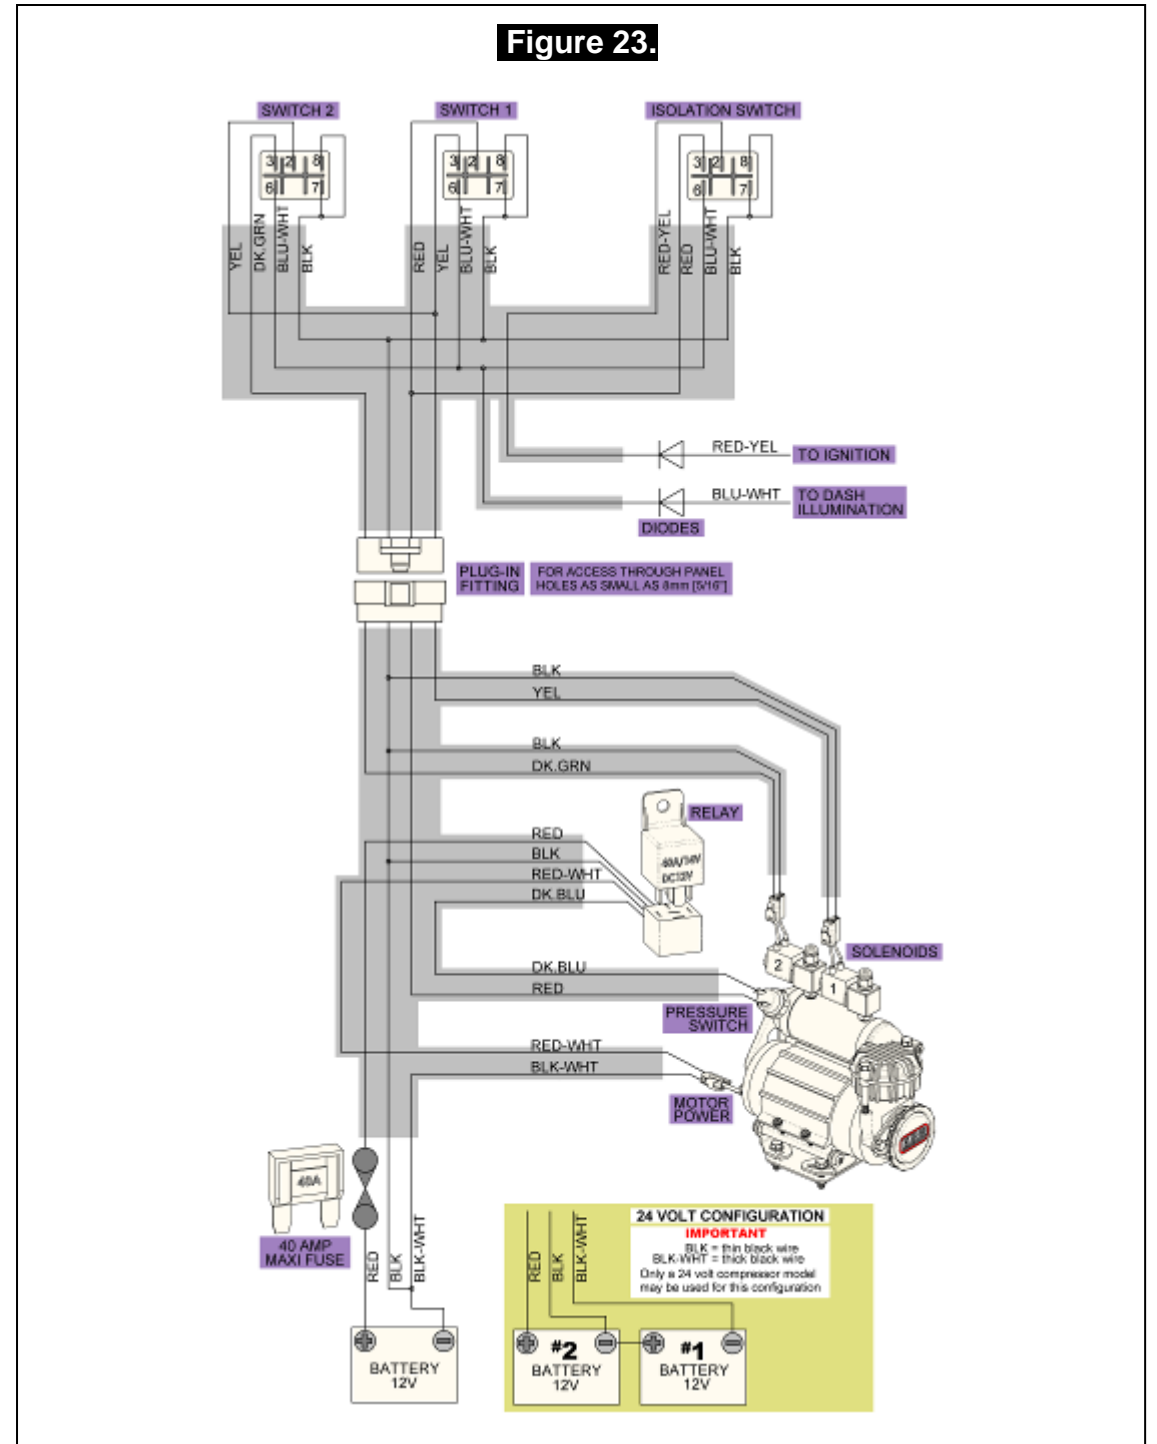 Figure 23.
SWITCH 2
SWITCH 1
ISOLATION SWITCH
3 2 8
6 7
3 2 8
6 7
3 2 8
6 7
YEL
DK.GRN
BLU-WHT
BLK
RED
YEL
BLU-WHT
BLK
RED-YEL
RED
BLU-WHT
BLK
RED-YEL
TO IGNITION
BLU-WHT
TO DASH
ILLUMINATION
DIODES
PLUG-IN
FITTING
FOR ACCESS THROUGH PANEL
HOLES AS SMALL AS 8mm [5/16"]
BLK
YEL
BLK
DK.GRN
RELAY
RED
BLK
RED-WHT
DK.BLU
40A/14V
DC12V
SOLENOIDS
2
1
DK.BLU
RED
PRESSURE
SWITCH
RED-WHT
BLK-WHT
MOTOR
POWER
40A
40 AMP
MAXI FUSE
RED
BLK
BLK-WHT
BATTERY
12V
24 VOLT CONFIGURATION
IMPORTANT
BLK = thin black wire
BLK-WHT = thick black wire
Only a 24 volt compressor model
may be used for this configuration
RED
BLK
BLK-WHT
#2
BATTERY
12V
#1
BATTERY
12V